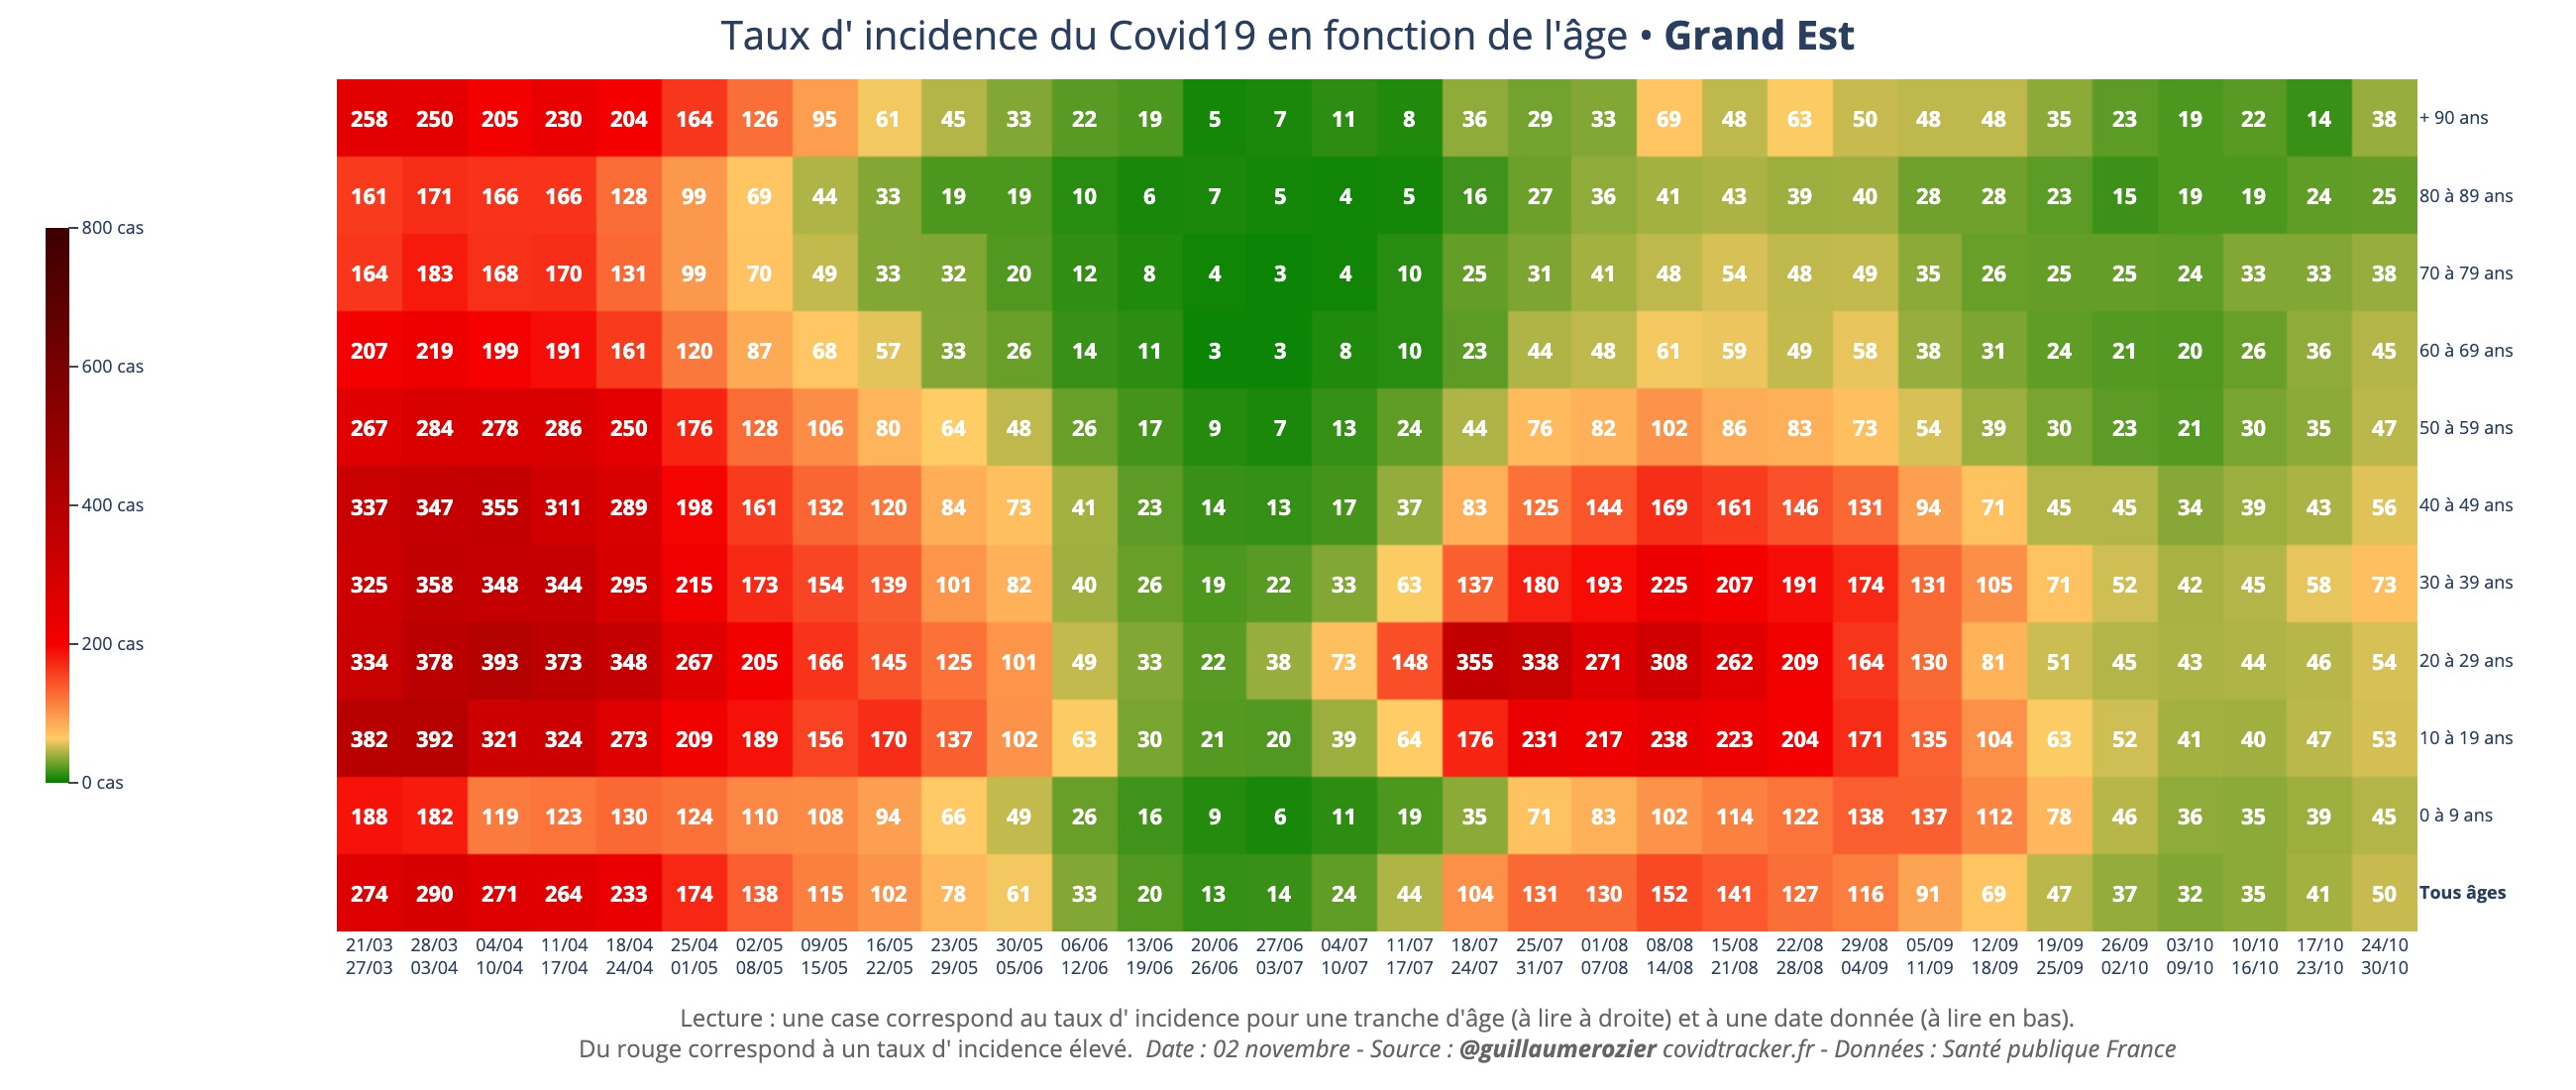 Taux d' incidence du Covid19 en fonction de l'âge • Grand Est
258 250 205 230 204 164 126 95 61 45 33 22 19 5 7 11 8 36 29 33 69 48 63 50 48 48 35 23 19 22 14 38 + 90 ans
161 171 166 166 128 99 69 44 33 19 19 10 6 7 5 4 5 16 27 36 41 43 39 40 28 28 23 15 19 19 24 25 80 à 89 ans
800 cas
164 183 168 170 131 99 70 49 33 32 20 12 8 4 3 4 10 25 31 41 48 54 48 49 35 26 25 25 24 33 33 38 70 à 79 ans
207 219 199 191 161 120 87 68 57 33 26 14 11 3 3 8 10 23 44 48 61 59 49 58 38 31 24 21 20 26 36 45 60 à 69 ans
600 cas
267 284 278 286 250 176 128 106 80 64 48 26 17 9 7 13 24 44 76 82 102 86 83 73 54 39 30 23 21 30 35 47 50 à 59 ans
400 cas
337 347 355 311 289 198 161 132 120 84 73 41 23 14 13 17 37 83 125 144 169 161 146 131 94 71 45 45 34 39 43 56 40 à 49 ans
325 358 348 344 295 215 173 154 139 101 82 40 26 19 22 33 63 137 180 193 225 207 191 174 131 105 71 52 42 45 58 73 30 à 39 ans
200 cas
334 378 393 373 348 267 205 166 145 125 101 49 33 22 38 73 148 355 338 271 308 262 209 164 130 81 51 45 43 44 46 54 20 à 29 ans
382 392 321 324 273 209 189 156 170 137 102 63 30 21 20 39 64 176 231 217 238 223 204 171 135 104 63 52 41 40 47 53 10 à 19 ans
0 cas
188 182 119 123 130 124 110 108 94 66 49 26 16 9 6 11 19 35 71 83 102 114 122 138 137 112 78 46 36 35 39 45 0 à 9 ans
274 290 271 264 233 174 138 115 102 78 61 33 20 13 14 24 44 104 131 130 152 141 127 116 91 69 47 37 32 35 41 50 Tous âges
21/03 28/03 04/04 11/04 18/04 25/04 02/05 09/05 16/05 23/05 30/05 06/06 13/06 20/06 27/06 04/07 11/07 18/07 25/07 01/08 08/08 15/08 22/08 29/08 05/09 12/09 19/09 26/09 03/10 10/10 17/10 24/10
27/03 03/04 10/04 17/04 24/04 01/05 08/05 15/05 22/05 29/05 05/06 12/06 19/06 26/06 03/07 10/07 17/07 24/07 31/07 07/08 14/08 21/08 28/08 04/09 11/09 18/09 25/09 02/10 09/10 16/10 23/10 30/10
Lecture : une case correspond au taux d' incidence pour une tranche d'âge (à lire à droite) et à une date donnée (à lire en bas).
Du rouge correspond à un taux d' incidence élevé. Date : 02 novembre - Source : @guillaumerozier covidtracker.fr - Données : Santé publique France